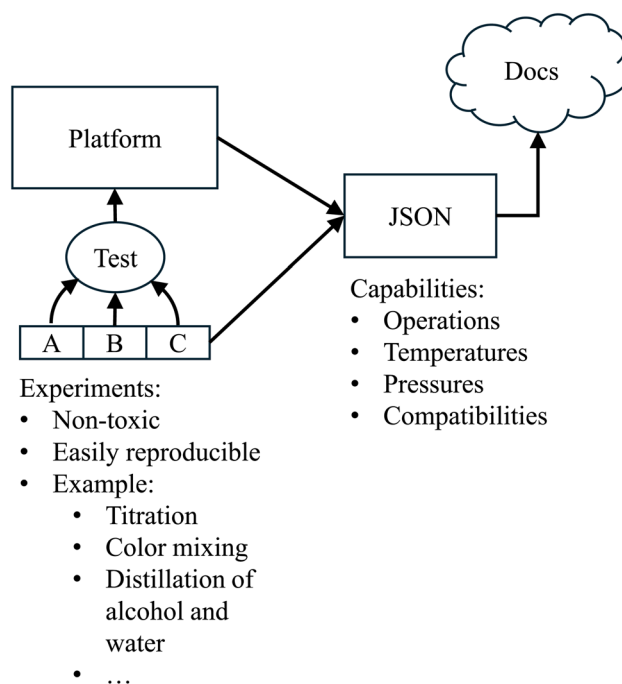 Docs
Platform
JSON
Test
A B C
Capabilities:
• Operations
• Temperatures
• Pressures
• Compatibilities
Experiments:
• Non-toxic
• Easily reproducible
• Example:
• Titration
• Color mixing
• Distillation of
alcohol and
water
• …